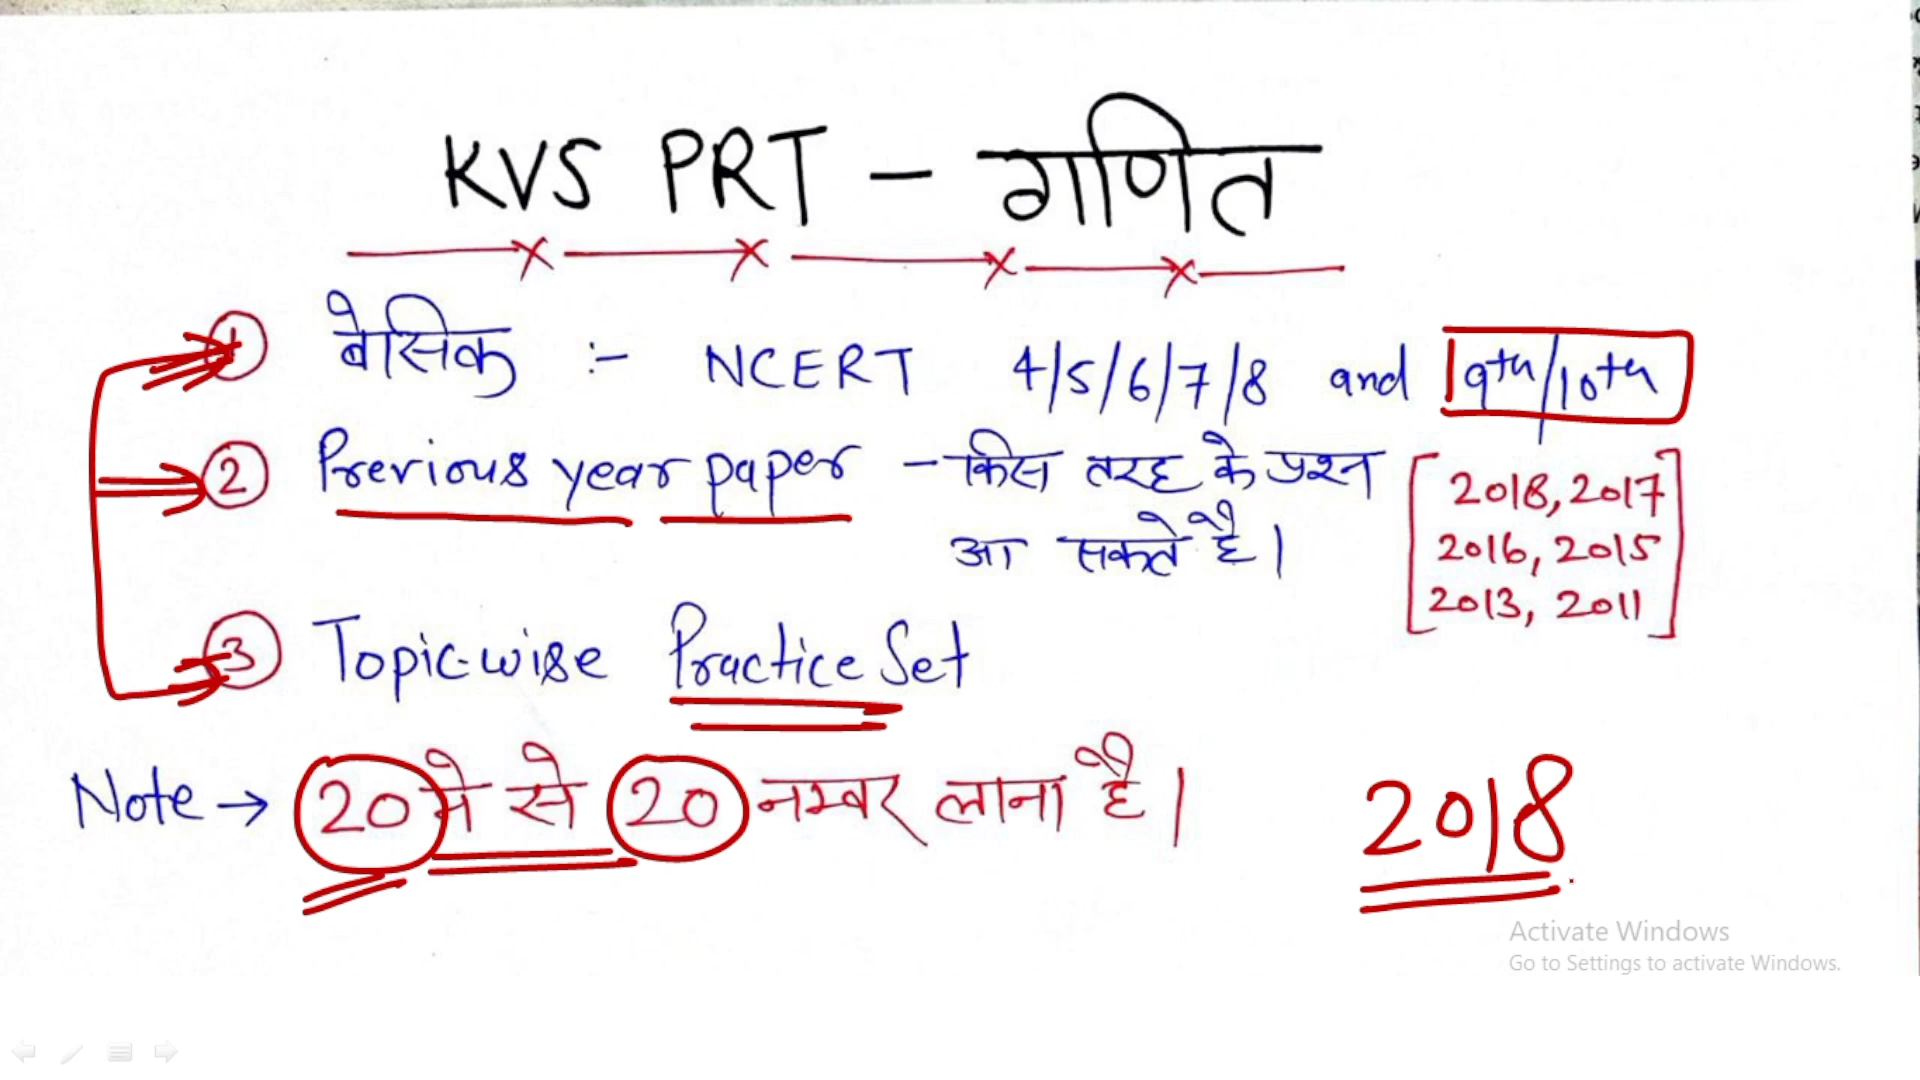 KVS PRT - गणित
① बेसिक :- NCERT 4/5/6/7/8 and 9th/10th
② Previous year paper - किस तरह के प्रश्न
आ सकते है।
2018, 2017
2016, 2015
2013, 2011
③ Topic-wise Practice Set
Note → 20 मे से 20 नम्बर लाना है।
2018
Activate Windows
Go to Settings to activate Windows.